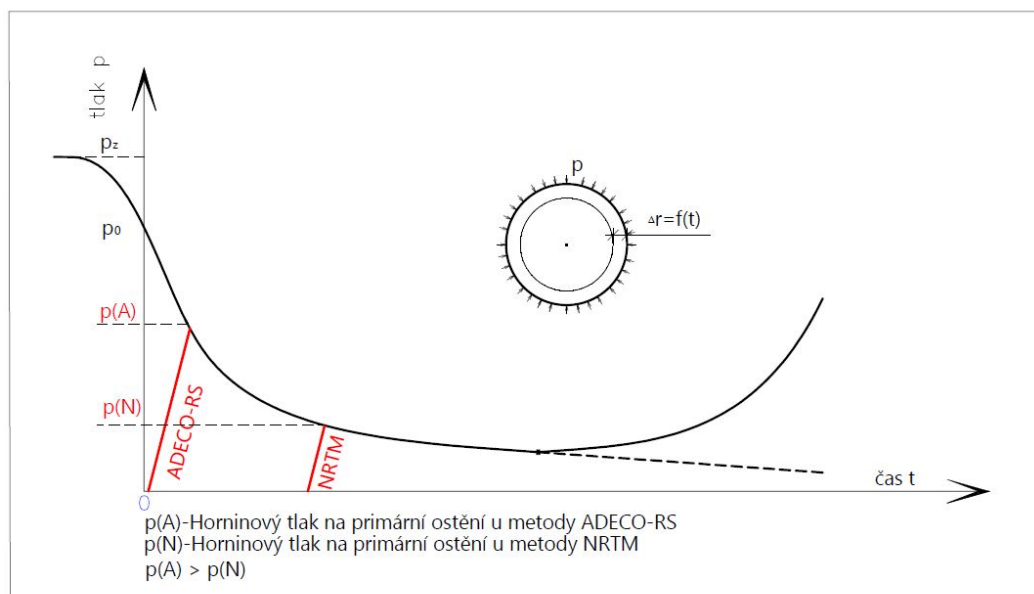 tlak p
pz
p0
p(A)
p(N)
ADECO-RS
NRTM
p
Δr=f(t)
čas t
0
p(A)-Horninový tlak na primární ostění u metody ADECO-RS
p(N)-Horninový tlak na primární ostění u metody NRTM
p(A) > p(N)